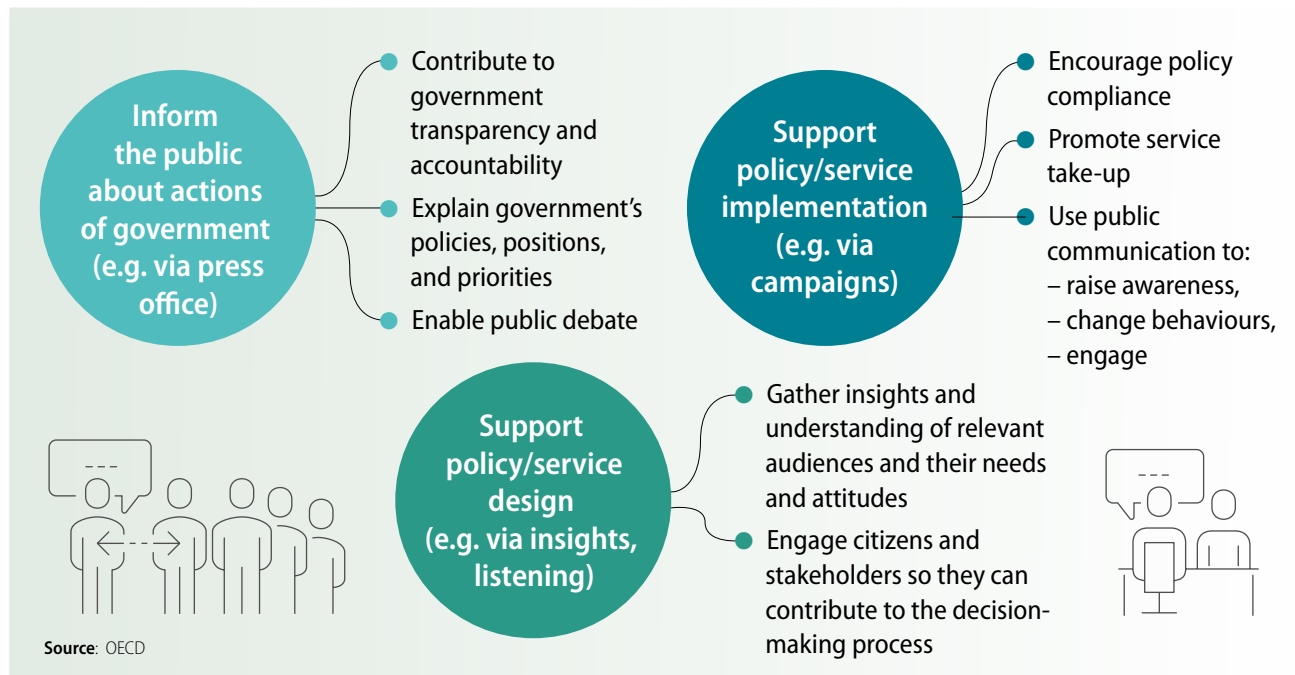 Inform
the public
about actions
of government
(e.g. via press
office)
Contribute to
government
transparency and
accountability
Explain government’s
policies, positions,
and priorities
Enable public debate
Support
policy/service
implementation
(e.g. via
campaigns)
Encourage policy
compliance
Promote service
take-up
Use public
communication to:
– raise awareness,
– change behaviours,
– engage
Support
policy/service
design
(e.g. via insights,
listening)
Gather insights and
understanding of relevant
audiences and their needs
and attitudes
Engage citizens and
stakeholders so they can
contribute to the decision-
making process
Source: OECD